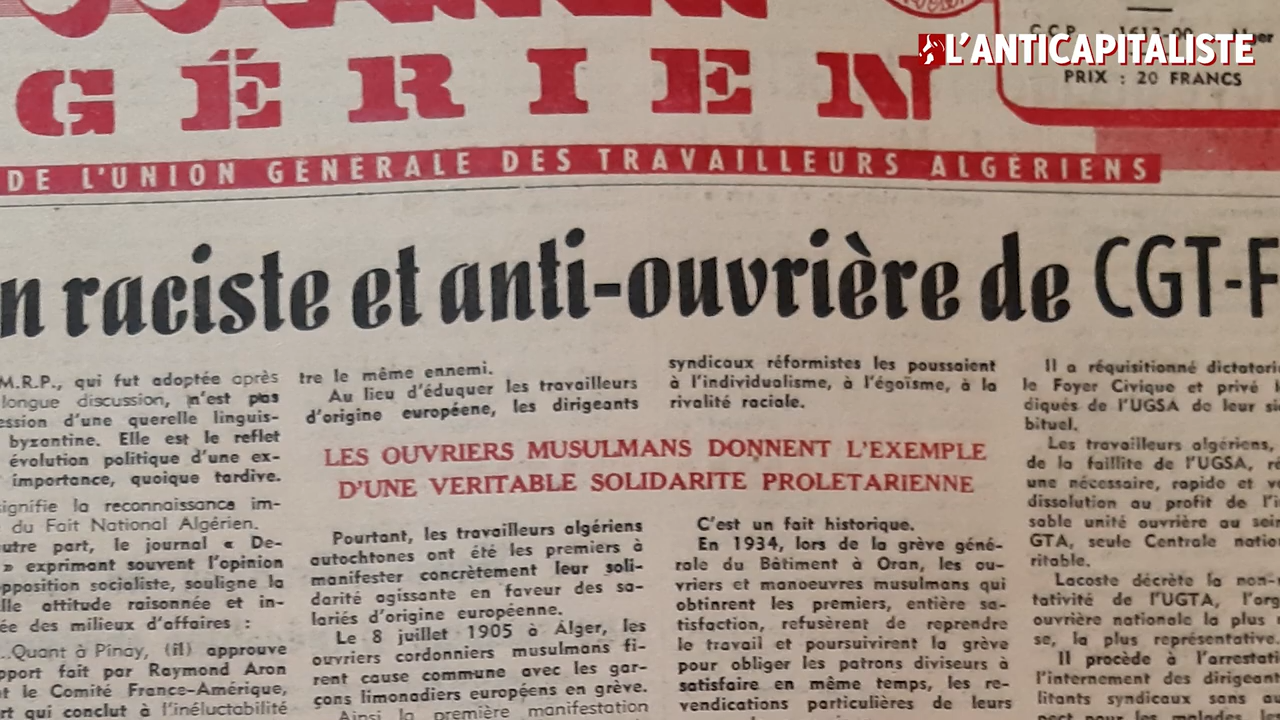 GÉRIEN
C.C.P. : 1613-00
L'ANTICAPITALISTE
PRIX : 20 FRANCS
DE L'UNION GÉNÉRALE DES TRAVAILLEURS ALGÉRIENS
n raciste et anti-ouvrière de CGT-F
M.R.P., qui fut adoptée après
longue discussion, n'est pas
ession d'une querelle linguis-
byzantine. Elle est le reflet
évolution politique d'une ex-
importance, quoique tardive.
signifie la reconnaissance im-
du Fait National Algérien.
utre part, le journal « De-
» exprimant souvent l'opinion
opposition socialiste, souligne la
lle attitude raisonnée et in-
ée des milieux d'affaires :
...Quant à Pinay, (il) approuve
pport fait par Raymond Aron
et le Comité France-Amérique,
rt qui conclut à l'inéluctabilité
tre le même ennemi.
Au lieu d'éduquer les travailleurs
d'origine européene, les dirigeants
syndicaux réformistes les poussaient
à l'individualisme, à l'égoïsme, à la
rivalité raciale.
LES OUVRIERS MUSULMANS DONNENT L'EXEMPLE
D'UNE VERITABLE SOLIDARITE PROLETARIENNE
Pourtant, les travailleurs algériens
autochtones ont été les premiers à
manifester concrètement leur soli-
darité agissante en faveur des sa-
lariés d'origine européenne.
Le 8 juillet 1905 à Alger, les
ouvriers cordonniers musulmans fi-
rent cause commune avec les gar-
çons limonadiers européens en grève.
Ainsi la première manifestation
C'est un fait historique.
En 1934, lors de la grève géné-
rale du Bâtiment à Oran, les ou-
vriers et manoeuvres musulmans qui
obtinrent les premiers, entière sa-
tisfaction, refusèrent de reprendre
le travail et poursuivirent la grève
pour obliger les patrons diviseurs à
satisfaire en même temps, les re-
vendications particulières de leurs
Il a réquisitionné dictatori
le Foyer Civique et privé
diqués de l'UGSA de leur si
bituel.
Les travailleurs algériens,
de la faillite de l'UGSA, ré
une nécessaire, rapide et v
dissolution au profit de l'i
sable unité ouvrière au sei
GTA, seule Centrale natio
ritable.
Lacoste décrète la non-
tativité de l'UGTA, l'org
ouvrière nationale la plus
se, la plus représentative
Il procède à l'arrestati
l'internement des dirigeant
litants syndicaux sans au